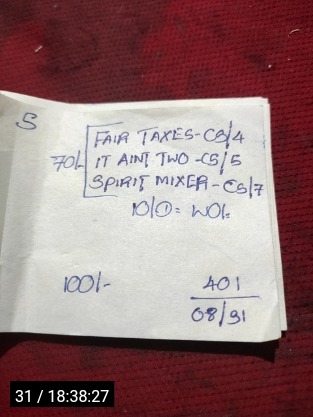 S
FAIR TAXES-CS/4
70/- IT AINT TWO-CS/5
SPIRIT MIXER-CS/7
10/①=
100/-
401
08/31
31 / 18:38:27